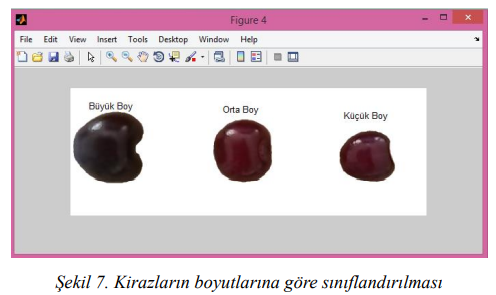 Figure 4
File Edit View Insert Tools Desktop Window Help
Büyük Boy
Orta Boy
Küçük Boy
Şekil 7. Kirazların boyutlarına göre sınıflandırılması